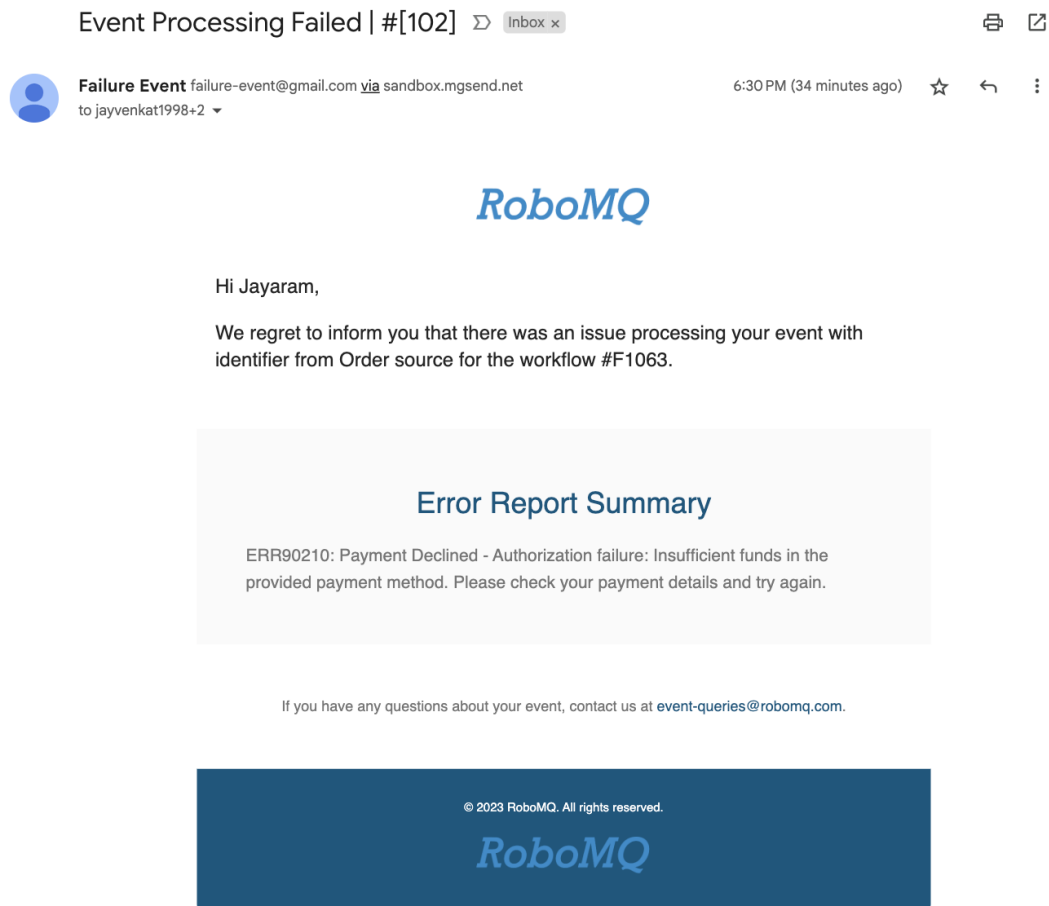 Event Processing Failed | #[102] Inbox ×
Failure Event failure-event@gmail.com via sandbox.mgsend.net 6:30 PM (34 minutes ago)
to jayvenkat1998+2
RoboMQ
Hi Jayaram,
We regret to inform you that there was an issue processing your event with
identifier from Order source for the workflow #F1063.
Error Report Summary
ERR90210: Payment Declined - Authorization failure: Insufficient funds in the
provided payment method. Please check your payment details and try again.
If you have any questions about your event, contact us at event-queries@robomq.com.
© 2023 RoboMQ. All rights reserved.
RoboMQ